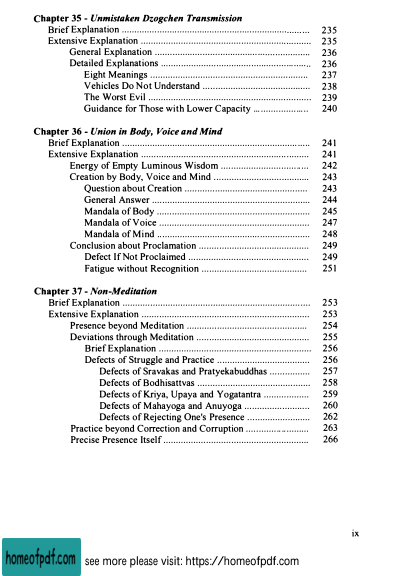 Chapter 35 - Unmistaken Dzogchen Transmission
Brief Explanation ........ 235
Extensive Explanation ........ 235
General Explanation ........ 236
Detailed Explanations ........ 236
Eight Meanings ........ 237
Vehicles Do Not Understand ........ 238
The Worst Evil ........ 239
Guidance for Those with Lower Capacity ........ 240
Chapter 36 - Union in Body, Voice and Mind
Brief Explanation ........ 241
Extensive Explanation ........ 241
Energy of Empty Luminous Wisdom ........ 242
Creation by Body, Voice and Mind ........ 243
Question about Creation ........ 243
General Answer ........ 244
Mandala of Body ........ 245
Mandala of Voice ........ 247
Mandala of Mind ........ 248
Conclusion about Proclamation ........ 249
Defect If Not Proclaimed ........ 249
Fatigue without Recognition ........ 251
Chapter 37 - Non-Meditation
Brief Explanation ........ 253
Extensive Explanation ........ 253
Presence beyond Meditation ........ 254
Deviations through Meditation ........ 255
Brief Explanation ........ 256
Defects of Struggle and Practice ........ 256
Defects of Sravakas and Pratyekabuddhas ........ 257
Defects of Bodhisattvas ........ 258
Defects of Kriya, Upaya and Yogatantra ........ 259
Defects of Mahayoga and Anuyoga ........ 260
Defects of Rejecting One's Presence ........ 262
Practice beyond Correction and Corruption ........ 263
Precise Presence Itself ........ 266
ix
homeofpdf.com see more please visit: https://homeofpdf.com